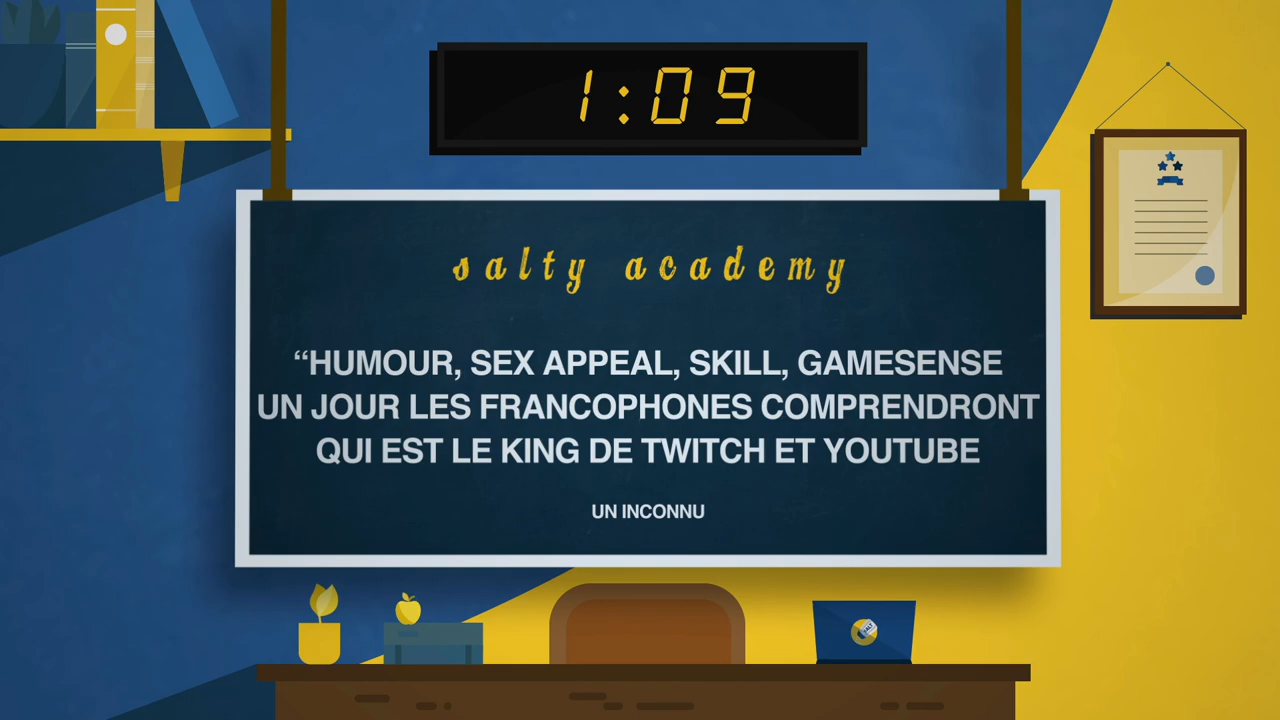 1:09
salty academy
“HUMOUR, SEX APPEAL, SKILL, GAMESENSE
UN JOUR LES FRANCOPHONES COMPRENDRONT
QUI EST LE KING DE TWITCH ET YOUTUBE
UN INCONNU